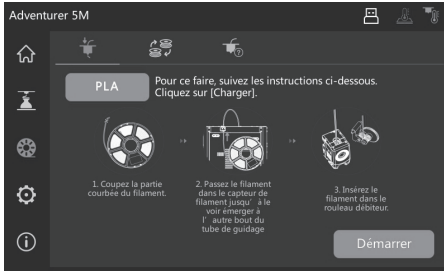 Adventurer 5M
PLA
Pour ce faire, suivez les instructions ci-dessous.
Cliquez sur [Charger].
1. Coupez la partie
courbée du filament.
2. Passez le filament
dans le capteur de
filament jusqu' à le
voir émerger à
l' autre bout du
tube de guidage
3. Insérez le
filament dans le
rouleau débiteur.
Démarrer